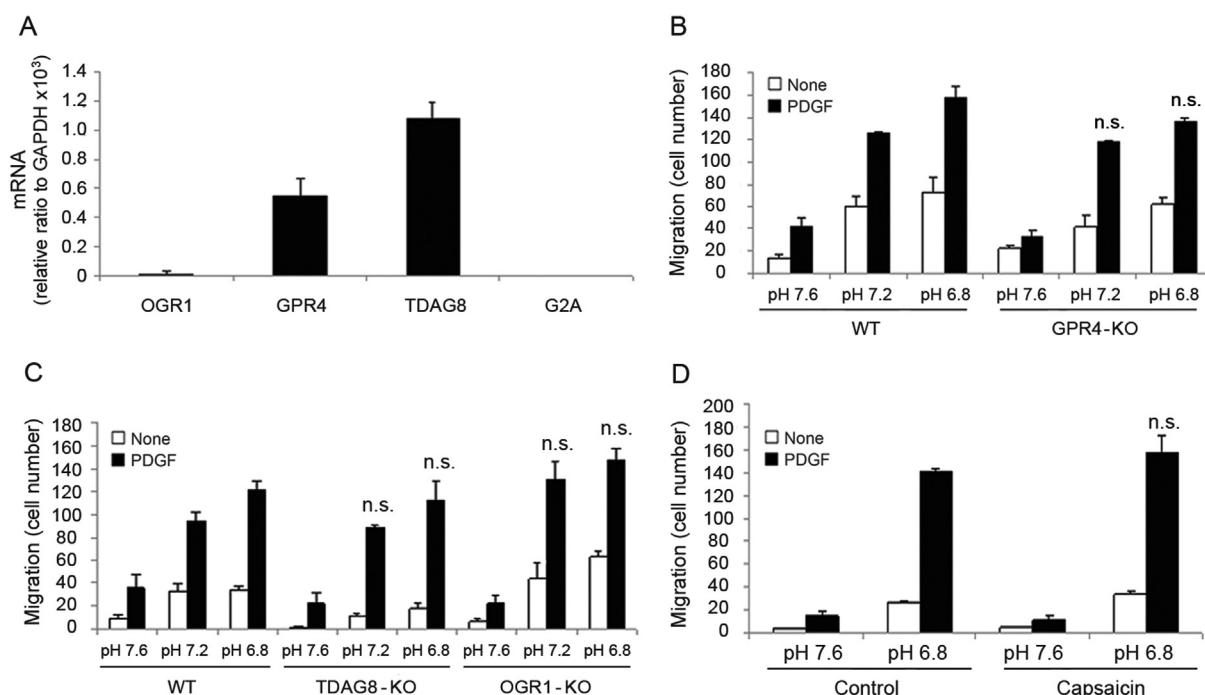 A
mRNA
(relative ratio to GAPDH x10³)
1.4
1.2
1.0
0.8
0.6
0.4
0.2
0
OGR1 GPR4 TDAG8 G2A
B
Migration (cell number)
180
160
140
120
100
80
60
40
20
0
None
PDGF
n.s.
n.s.
pH 7.6 pH 7.2 pH 6.8 pH 7.6 pH 7.2 pH 6.8
WT GPR4-KO
C
Migration (cell number)
180
160
140
120
100
80
60
40
20
0
None
PDGF
n.s.
n.s.
n.s.
n.s.
pH 7.6 pH 7.2 pH 6.8 pH 7.6 pH 7.2 pH 6.8 pH 7.6 pH 7.2 pH 6.8
WT TDAG8-KO OGR1-KO
D
Migration (cell number)
200
180
160
140
120
100
80
60
40
20
0
None
PDGF
n.s.
pH 7.6 pH 6.8 pH 7.6 pH 6.8
Control Capsaicin